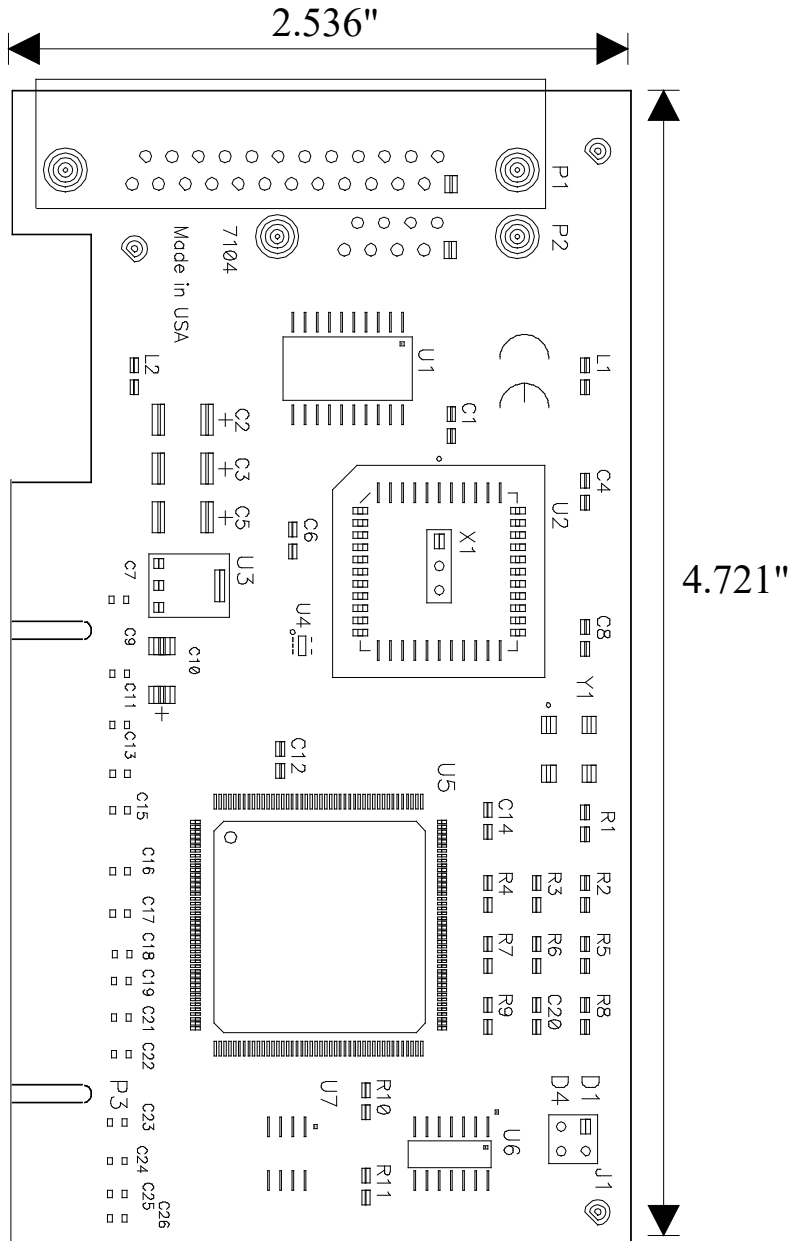 2.536"
P1
P2
7104
Made in USA
U1
L2
L1
C2
+
C1
C3
+
C4
C5
+
U2
C6
X1
U3
C7
U4
C8
C9
C10
Y1
C11
+
C13
C12
U5
C15
C14
R1
C16
R4
R3
R2
C17
C18
R7
R6
R5
C19
C21
R9
C20
R8
C22
P3
U7
R10
D4
D1
C23
U6
C24
R11
J1
C25
C26
4.721"